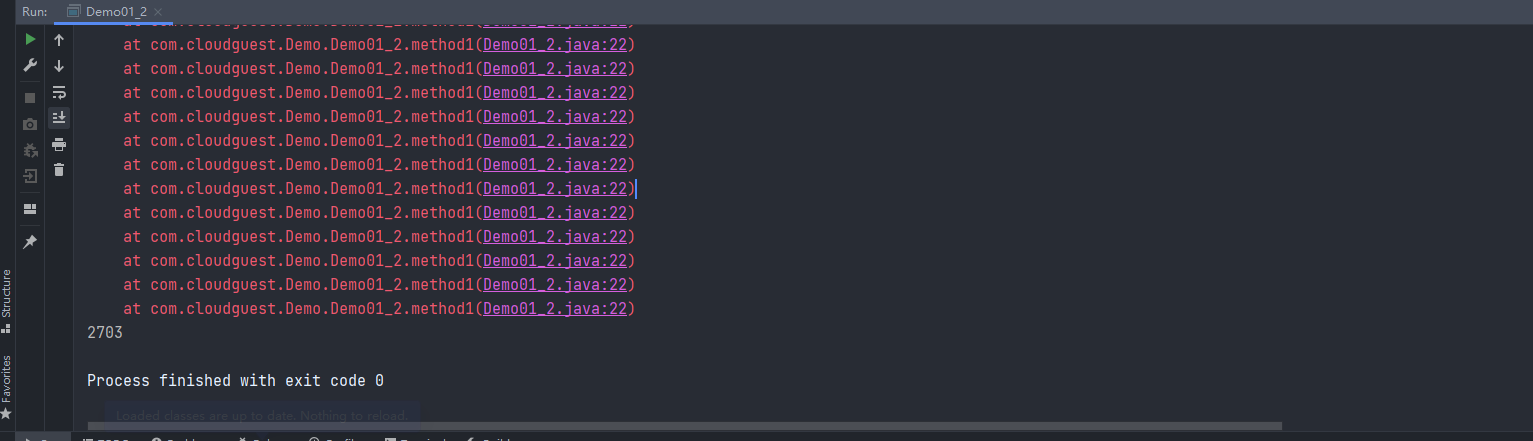 Run: Demo01_2
at com.cloudguest.Demo.Demo01_2.method1(Demo01_2.java:22)
at com.cloudguest.Demo.Demo01_2.method1(Demo01_2.java:22)
at com.cloudguest.Demo.Demo01_2.method1(Demo01_2.java:22)
at com.cloudguest.Demo.Demo01_2.method1(Demo01_2.java:22)
at com.cloudguest.Demo.Demo01_2.method1(Demo01_2.java:22)
at com.cloudguest.Demo.Demo01_2.method1(Demo01_2.java:22)
at com.cloudguest.Demo.Demo01_2.method1(Demo01_2.java:22)
at com.cloudguest.Demo.Demo01_2.method1(Demo01_2.java:22)
at com.cloudguest.Demo.Demo01_2.method1(Demo01_2.java:22)
at com.cloudguest.Demo.Demo01_2.method1(Demo01_2.java:22)
at com.cloudguest.Demo.Demo01_2.method1(Demo01_2.java:22)
at com.cloudguest.Demo.Demo01_2.method1(Demo01_2.java:22)
2703
Process finished with exit code 0
Loaded classes are up to date. Nothing to reload.
Structure
Favorites